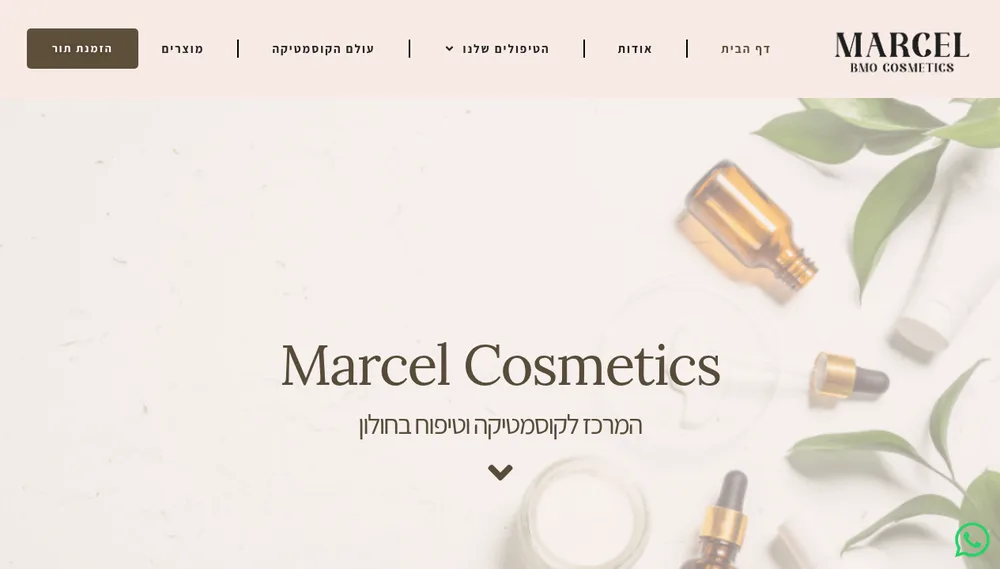 MARCEL
BMO COSMETICS
דף הבית
אודות
הטיפולים שלנו
עולם הקוסמטיקה
מוצרים
הזמנת תור
Marcel Cosmetics
המרכז לקוסמטיקה וטיפוח בחולון